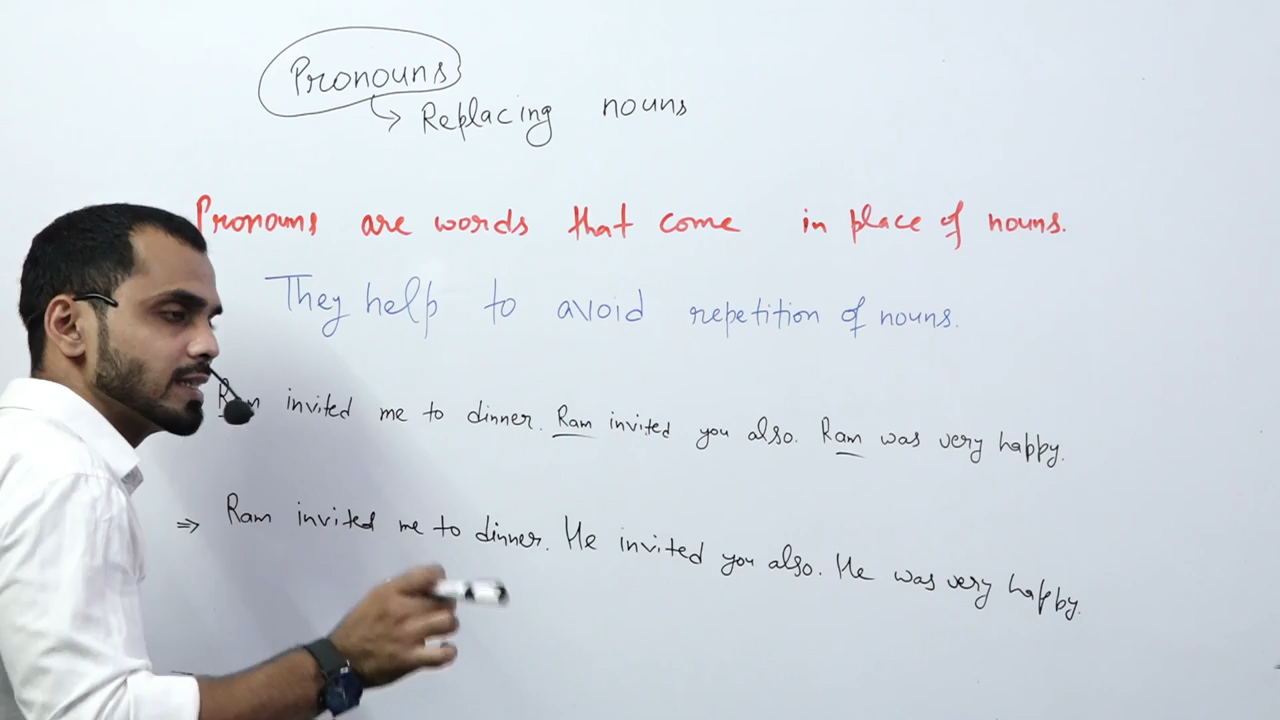 Pronouns
Replacing nouns
Pronouns are words that come in place of nouns.
They help to avoid repetition of nouns.
Ram invited me to dinner. Ram invited you also. Ram was very happy.
⇒ Ram invited me to dinner. He invited you also. He was very happy.